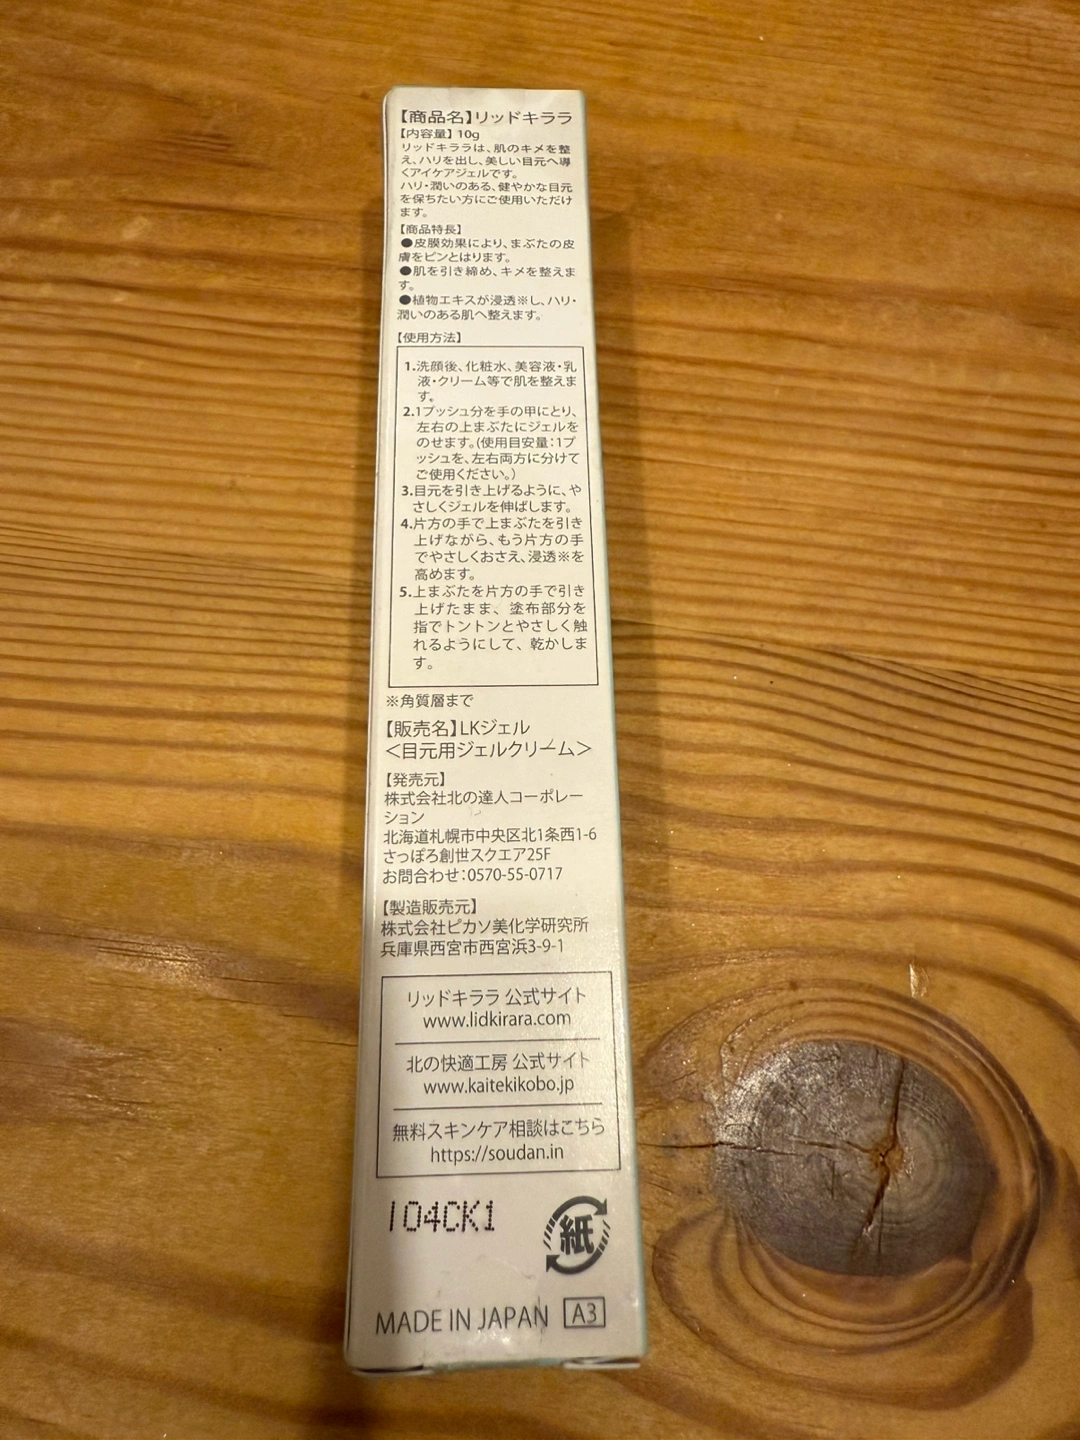 【商品名】リッドキララ
【内容量】10g
リッドキララは、肌のキメを整
え、ハリを出し、美しい目元へ導
くアイケアジェルです。
ハリ・潤いのある、健やかな目元
を保ちたい方にご使用いただけ
ます。
【商品特長】
●皮膜効果により、まぶたの皮
膚をピンとはります。
●肌を引き締め、キメを整えま
す。
●植物エキスが浸透※し、ハリ・
潤いのある肌へ整えます。
【使用方法】
1.洗顔後、化粧水、美容液・乳
液・クリーム等で肌を整えま
す。
2.1プッシュ分を手の甲にとり、
左右の上まぶたにジェルを
のせます。(使用目安量:1プ
ッシュを、左右両方に分けて
ご使用ください。)
3.目元を引き上げるように、や
さしくジェルを伸ばします。
4.片方の手で上まぶたを引き
上げながら、もう片方の手
でやさしくおさえ、浸透※を
高めます。
5.上まぶたを片方の手で引き
上げたまま、塗布部分を
指でトントンとやさしく触
れるようにして、乾かしま
す。
※角質層まで
【販売名】LKジェル
<目元用ジェルクリーム>
【発売元】
株式会社北の達人コーポレー
ション
北海道札幌市中央区北1条西1-6
さっぽろ創世スクエア25F
お問合わせ:0570-55-0717
【製造販売元】
株式会社ピカソ美化学研究所
兵庫県西宮市西宮浜3-9-1
リッドキララ 公式サイト
www.lidkirara.com
北の快適工房 公式サイト
www.kaitekikobo.jp
無料スキンケア相談はこちら
https://soudan.in
104CK1
紙
MADE IN JAPAN A3